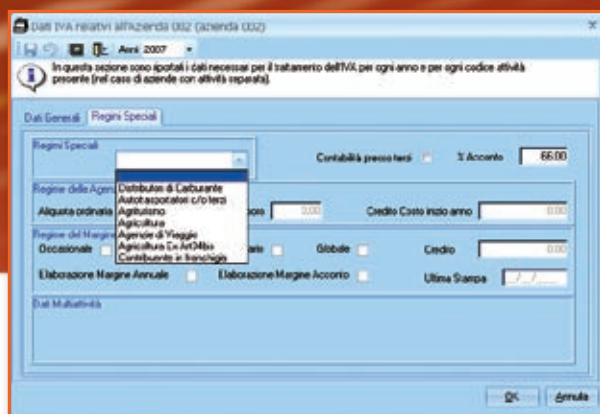 Dati IVA relativi all'Azienda 002 (azienda 002)
Anni 2007
In questa sezione sono riportati i dati necessari per il trattamento dell'IVA per ogni anno e per ogni codice attività
presente (nel caso di aziende con attività separata).
Dati Generali Regimi Speciali
Regimi Speciali
Contabilità presso terzi % Acconto 66.00
Distributori di Carburante
Autotrasportatori c/o terzi
Agriturismo
Agricoltura
Agenzie di Viaggio
Agricoltura Ex Art34bis
Contribuente in franchigia
Regime delle
Aliquota ordinaria 0.00 Credito Costo inizio anno 0.00
Regime del Margine
Occasionale Globale Credito 0.00
Elaborazione Margine Annuale Elaborazione Margine Acconto Ultima Stampa _/_/_
Dati Multiattività
OK Annulla